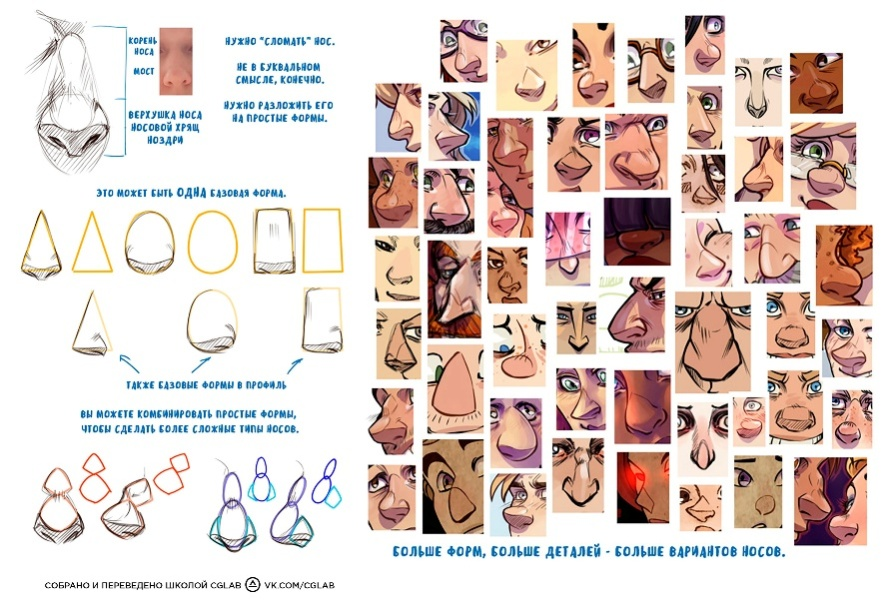 КОРЕНЬ
НОСА
МОСТ
ВЕРХУШКА НОСА
НОСОВОЙ ХРЯЩ
НОЗДРИ
НУЖНО "СЛОМАТЬ" НОС.
НЕ В БУКВАЛЬНОМ
СМЫСЛЕ, КОНЕЧНО.
НУЖНО РАЗЛОЖИТЬ ЕГО
НА ПРОСТЫЕ ФОРМЫ.
ЭТО МОЖЕТ БЫТЬ ОДНА БАЗОВАЯ ФОРМА.
ТАКЖЕ БАЗОВЫЕ ФОРМЫ В ПРОФИЛЬ
ВЫ МОЖЕТЕ КОМБИНИРОВАТЬ ПРОСТЫЕ ФОРМЫ,
ЧТОБЫ СДЕЛАТЬ БОЛЕЕ СЛОЖНЫЕ ТИПЫ НОСОВ.
БОЛЬШЕ ФОРМ, БОЛЬШЕ ДЕТАЛЕЙ - БОЛЬШЕ ВАРИАНТОВ НОСОВ.
СОБРАНО И ПЕРЕВЕДЕНО ШКОЛОЙ CGLAB VK.COM/CGLAB